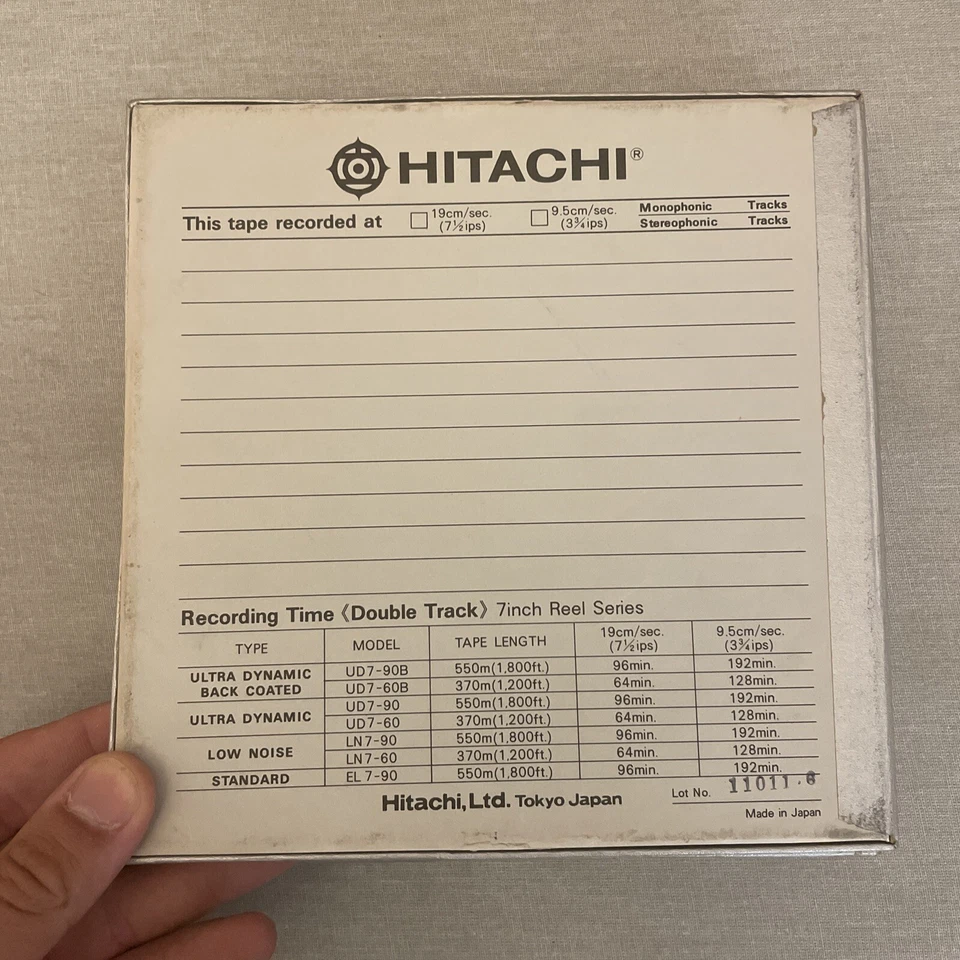 HITACHI®
This tape recorded at □ 19cm/sec. (7½ips) □ 9.5cm/sec. (3¾ips) Monophonic Tracks
Stereophonic Tracks
Recording Time《Double Track》7inch Reel Series
TYPE MODEL TAPE LENGTH 19cm/sec. (7½ips) 9.5cm/sec. (3¾ips)
ULTRA DYNAMIC BACK COATED UD7-90B 550m(1,800ft.) 96min. 192min.
UD7-60B 370m(1,200ft.) 64min. 128min.
ULTRA DYNAMIC UD7-90 550m(1,800ft.) 96min. 192min.
UD7-60 370m(1,200ft.) 64min. 128min.
LOW NOISE LN7-90 550m(1,800ft.) 96min. 192min.
LN7-60 370m(1,200ft.) 64min. 128min.
STANDARD EL7-90 550m(1,800ft.) 96min. 192min.
Hitachi, Ltd. Tokyo Japan Lot No. 11011
Made in Japan